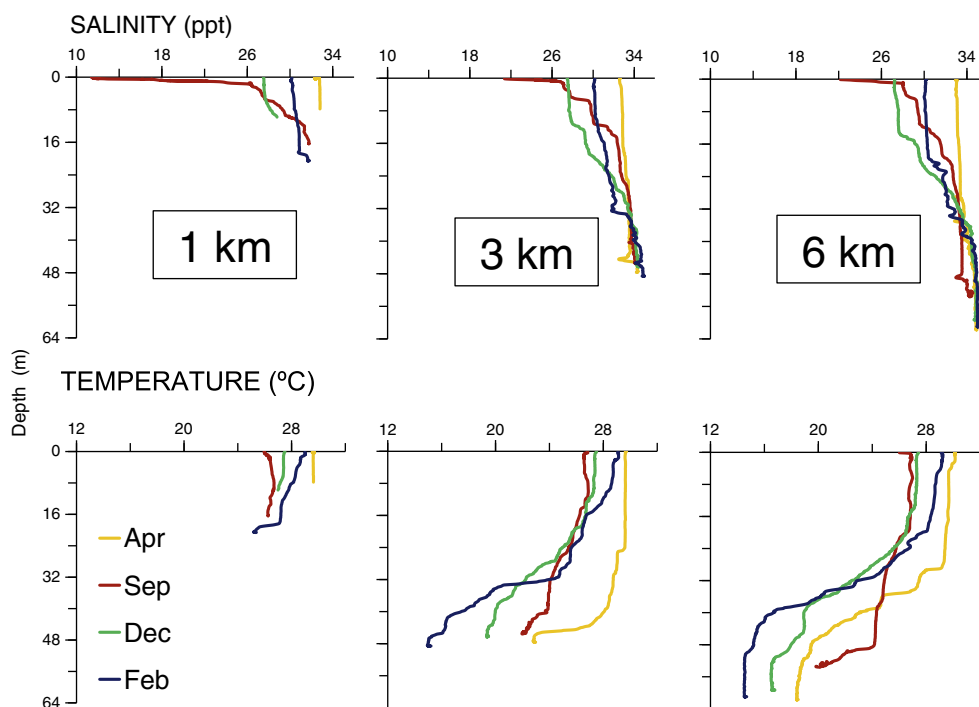 SALINITY (ppt)
10 18 26 34
10 18 26 34
10 18 26 34
0
16
32
48
64
1 km
3 km
6 km
Depth (m)
TEMPERATURE (ºC)
12 20 28
12 20 28
12 20 28
0
16
32
48
64
Apr
Sep
Dec
Feb